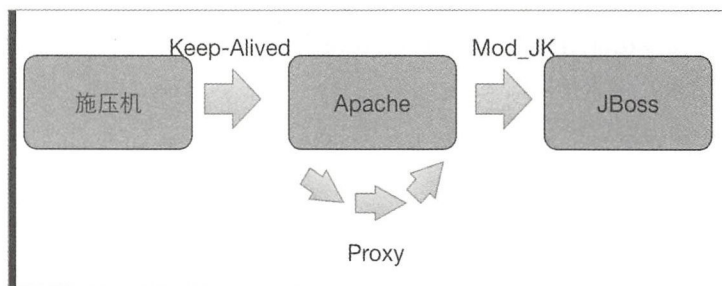 Keep-Alived
Mod_JK
施压机
Apache
JBoss
Proxy